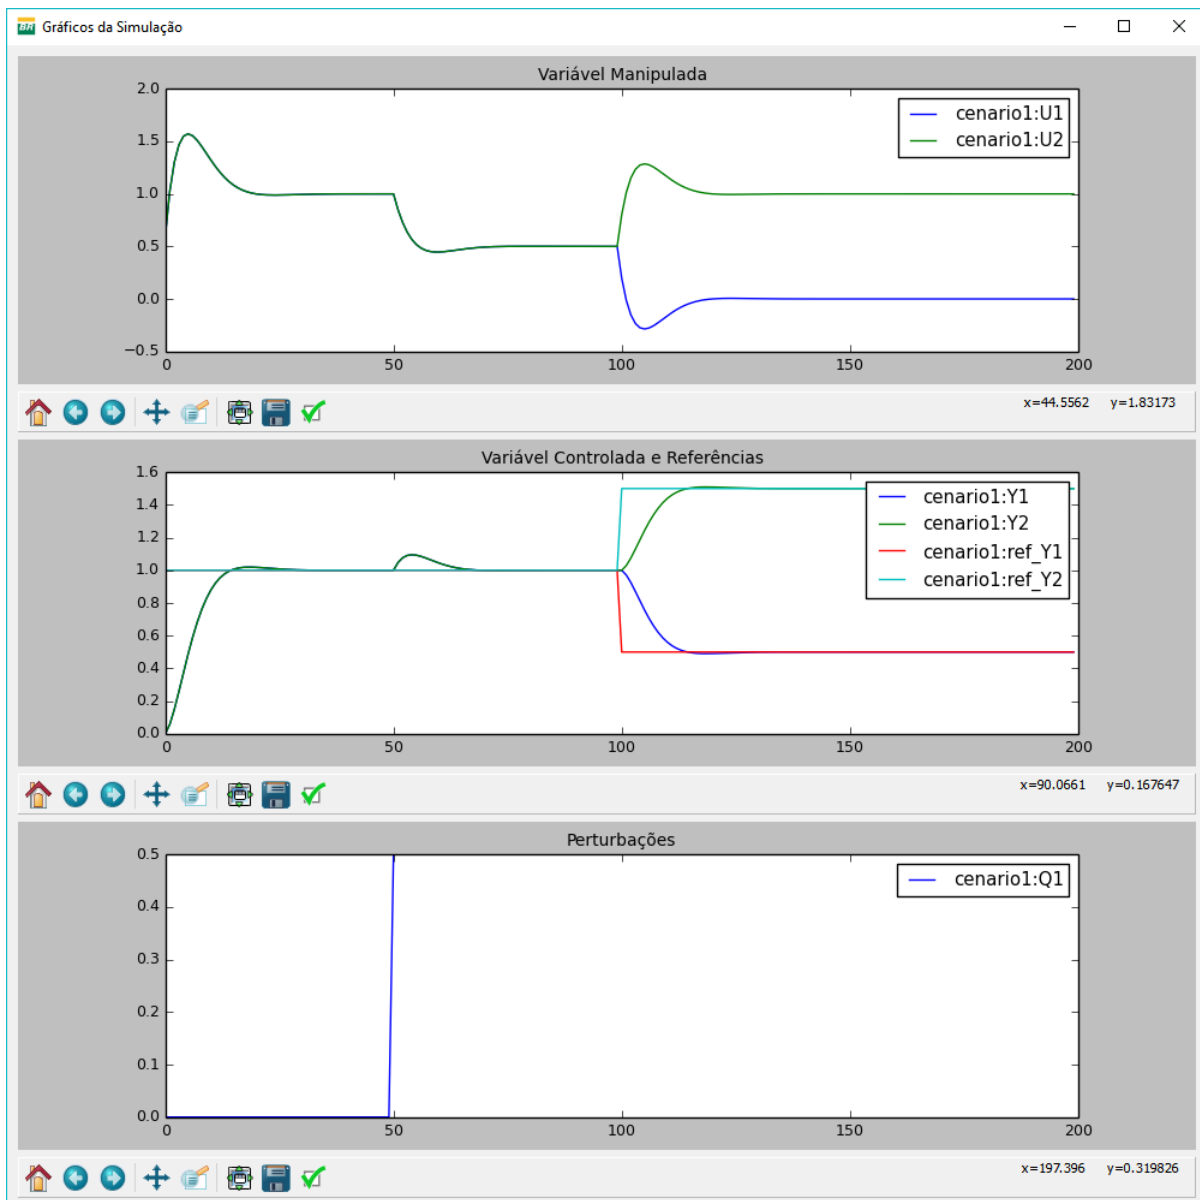 BR Gráficos da Simulação
Variável Manipulada
2.0
1.5
1.0
0.5
0.0
−0.5
0 50 100 150 200
cenario1:U1
cenario1:U2
x=44.5562 y=1.83173
Variável Controlada e Referências
1.6
1.4
1.2
1.0
0.8
0.6
0.4
0.2
0.0
0 50 100 150 200
cenario1:Y1
cenario1:Y2
cenario1:ref_Y1
cenario1:ref_Y2
x=90.0661 y=0.167647
Perturbações
0.5
0.4
0.3
0.2
0.1
0.0
0 50 100 150 200
cenario1:Q1
x=197.396 y=0.319826